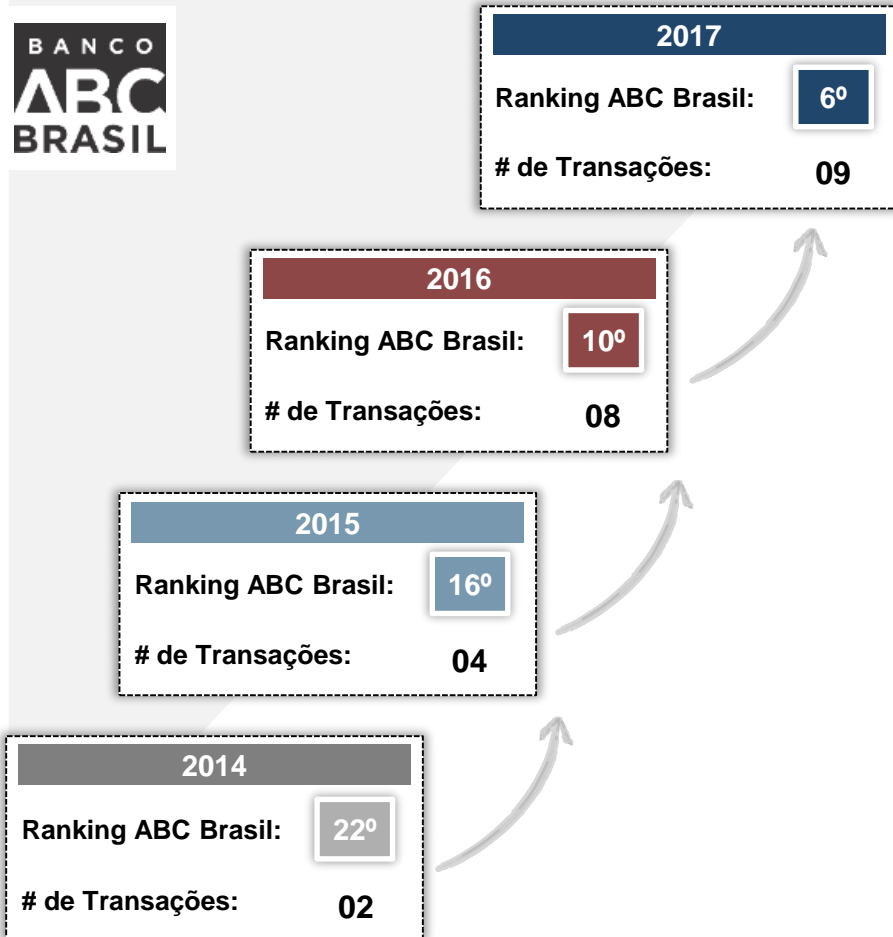 BANCO
ABC
BRASIL
2017
Ranking ABC Brasil: 6º
# de Transações: 09
2016
Ranking ABC Brasil: 10º
# de Transações: 08
2015
Ranking ABC Brasil: 16º
# de Transações: 04
2014
Ranking ABC Brasil: 22º
# de Transações: 02